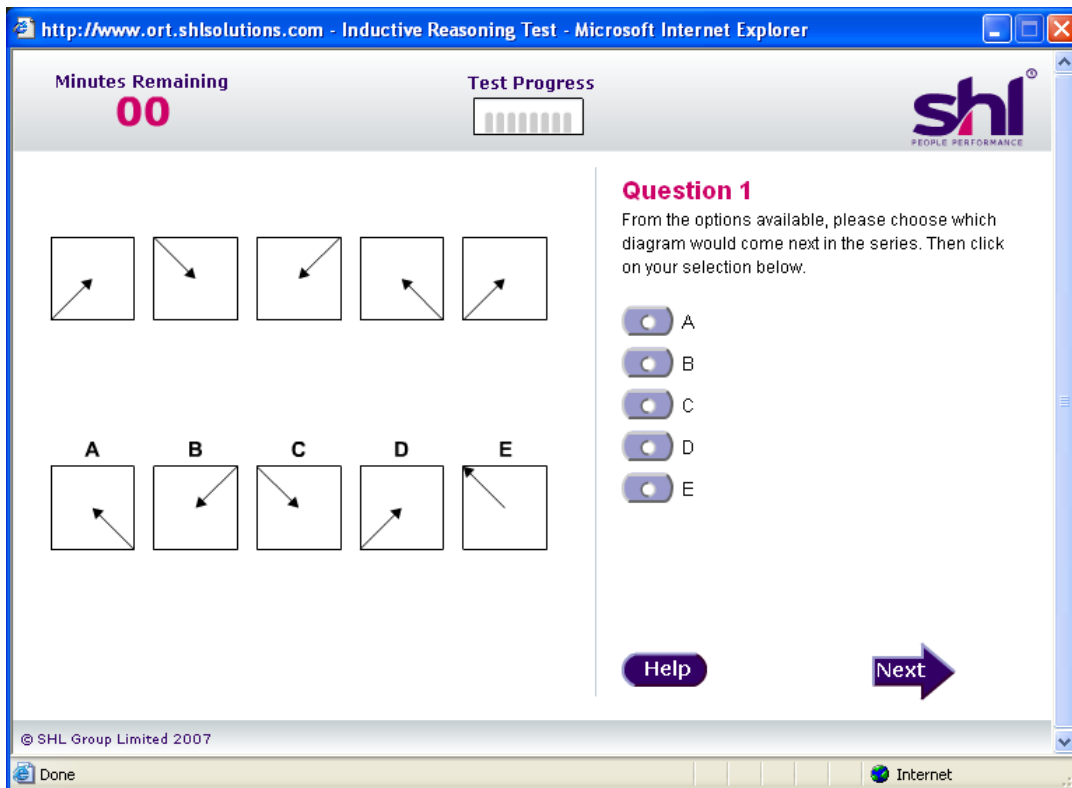 http://www.ort.shlsolutions.com - Inductive Reasoning Test - Microsoft Internet Explorer
Minutes Remaining
00
Test Progress
shl
PEOPLE PERFORMANCE
Question 1
From the options available, please choose which
diagram would come next in the series. Then click
on your selection below.
A
B
C
D
E
A B C D E
Help
Next
© SHL Group Limited 2007
Done
Internet